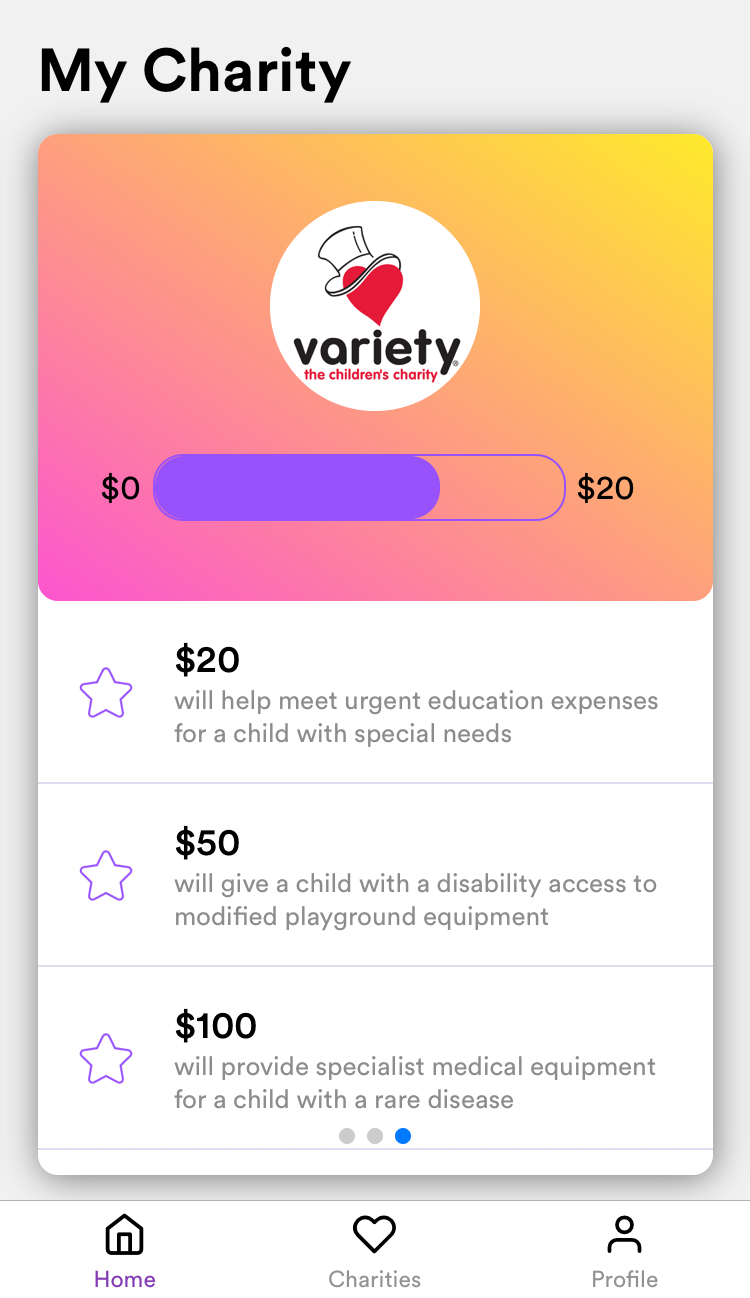 My Charity
variety®
the children's charity
$0 $20
$20
will help meet urgent education expenses
for a child with special needs
$50
will give a child with a disability access to
modified playground equipment
$100
will provide specialist medical equipment
for a child with a rare disease
Home Charities Profile